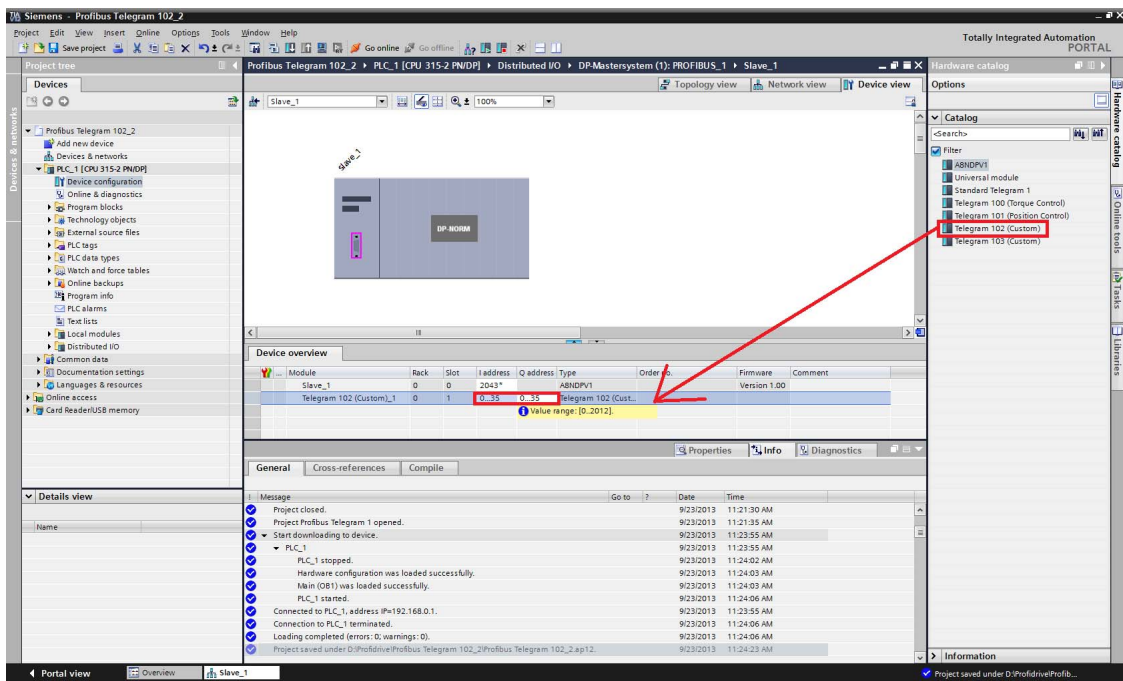 Siemens - Profibus Telegram 102_2
Project Edit View Insert Online Options Tools Window Help
Totally Integrated Automation
PORTAL
Save project Go online Go offline
Project tree
Profibus Telegram 102_2 PLC_1 [CPU 315-2 PN/DP] Distributed I/O DP-Mastersystem (1): PROFIBUS_1 Slave_1
Hardware catalog
Devices
Topology view Network view Device view
Options
Slave_1 100%
Devices & networks
Profibus Telegram 102_2
Add new device
Devices & networks
PLC_1 [CPU 315-2 PN/DP]
Device configuration
Online & diagnostics
Program blocks
Technology objects
External source files
PLC tags
PLC data types
Watch and force tables
Online backups
Program info
PLC alarms
Text lists
Local modules
Distributed I/O
Common data
Documentation settings
Languages & resources
Online access
Card Reader/USB memory
Details view
Name
Slave_1
DP-NORM
Device overview
... Module Rack Slot I address Q address Type Order no. Firmware Comment
Slave_1 0 0 2043* ABNDPV1 Version 1.00
Telegram 102 (Custom)_1 0 1 0...35 0...35 Telegram 102 (Cust...
Value range: [0..2012].
Properties Info Diagnostics
General Cross-references Compile
! Message Go to ? Date Time
Project closed. 9/23/2013 11:21:30 AM
Project Profibus Telegram 1 opened. 9/23/2013 11:21:35 AM
Start downloading to device. 9/23/2013 11:23:55 AM
PLC_1 9/23/2013 11:23:55 AM
PLC_1 stopped. 9/23/2013 11:24:02 AM
Hardware configuration was loaded successfully. 9/23/2013 11:24:03 AM
Main (OB1) was loaded successfully. 9/23/2013 11:24:03 AM
PLC_1 started. 9/23/2013 11:24:06 AM
Connected to PLC_1, address IP=192.168.0.1. 9/23/2013 11:23:55 AM
Connection to PLC_1 terminated. 9/23/2013 11:24:06 AM
Loading completed (errors: 0; warnings: 0). 9/23/2013 11:24:06 AM
Project saved under D:\Profidrive\Profibus Telegram 102_2\Profibus Telegram 102_2.ap12. 9/23/2013 11:24:23 AM
Catalog
<Search>
Filter
ABNDPV1
Universal module
Standard Telegram 1
Telegram 100 (Torque Control)
Telegram 101 (Position Control)
Telegram 102 (Custom)
Telegram 103 (Custom)
Information
Hardware catalog
Online tools
Tasks
Libraries
Portal view Overview Slave_1
Project saved under D:\Profidrive\Profib...